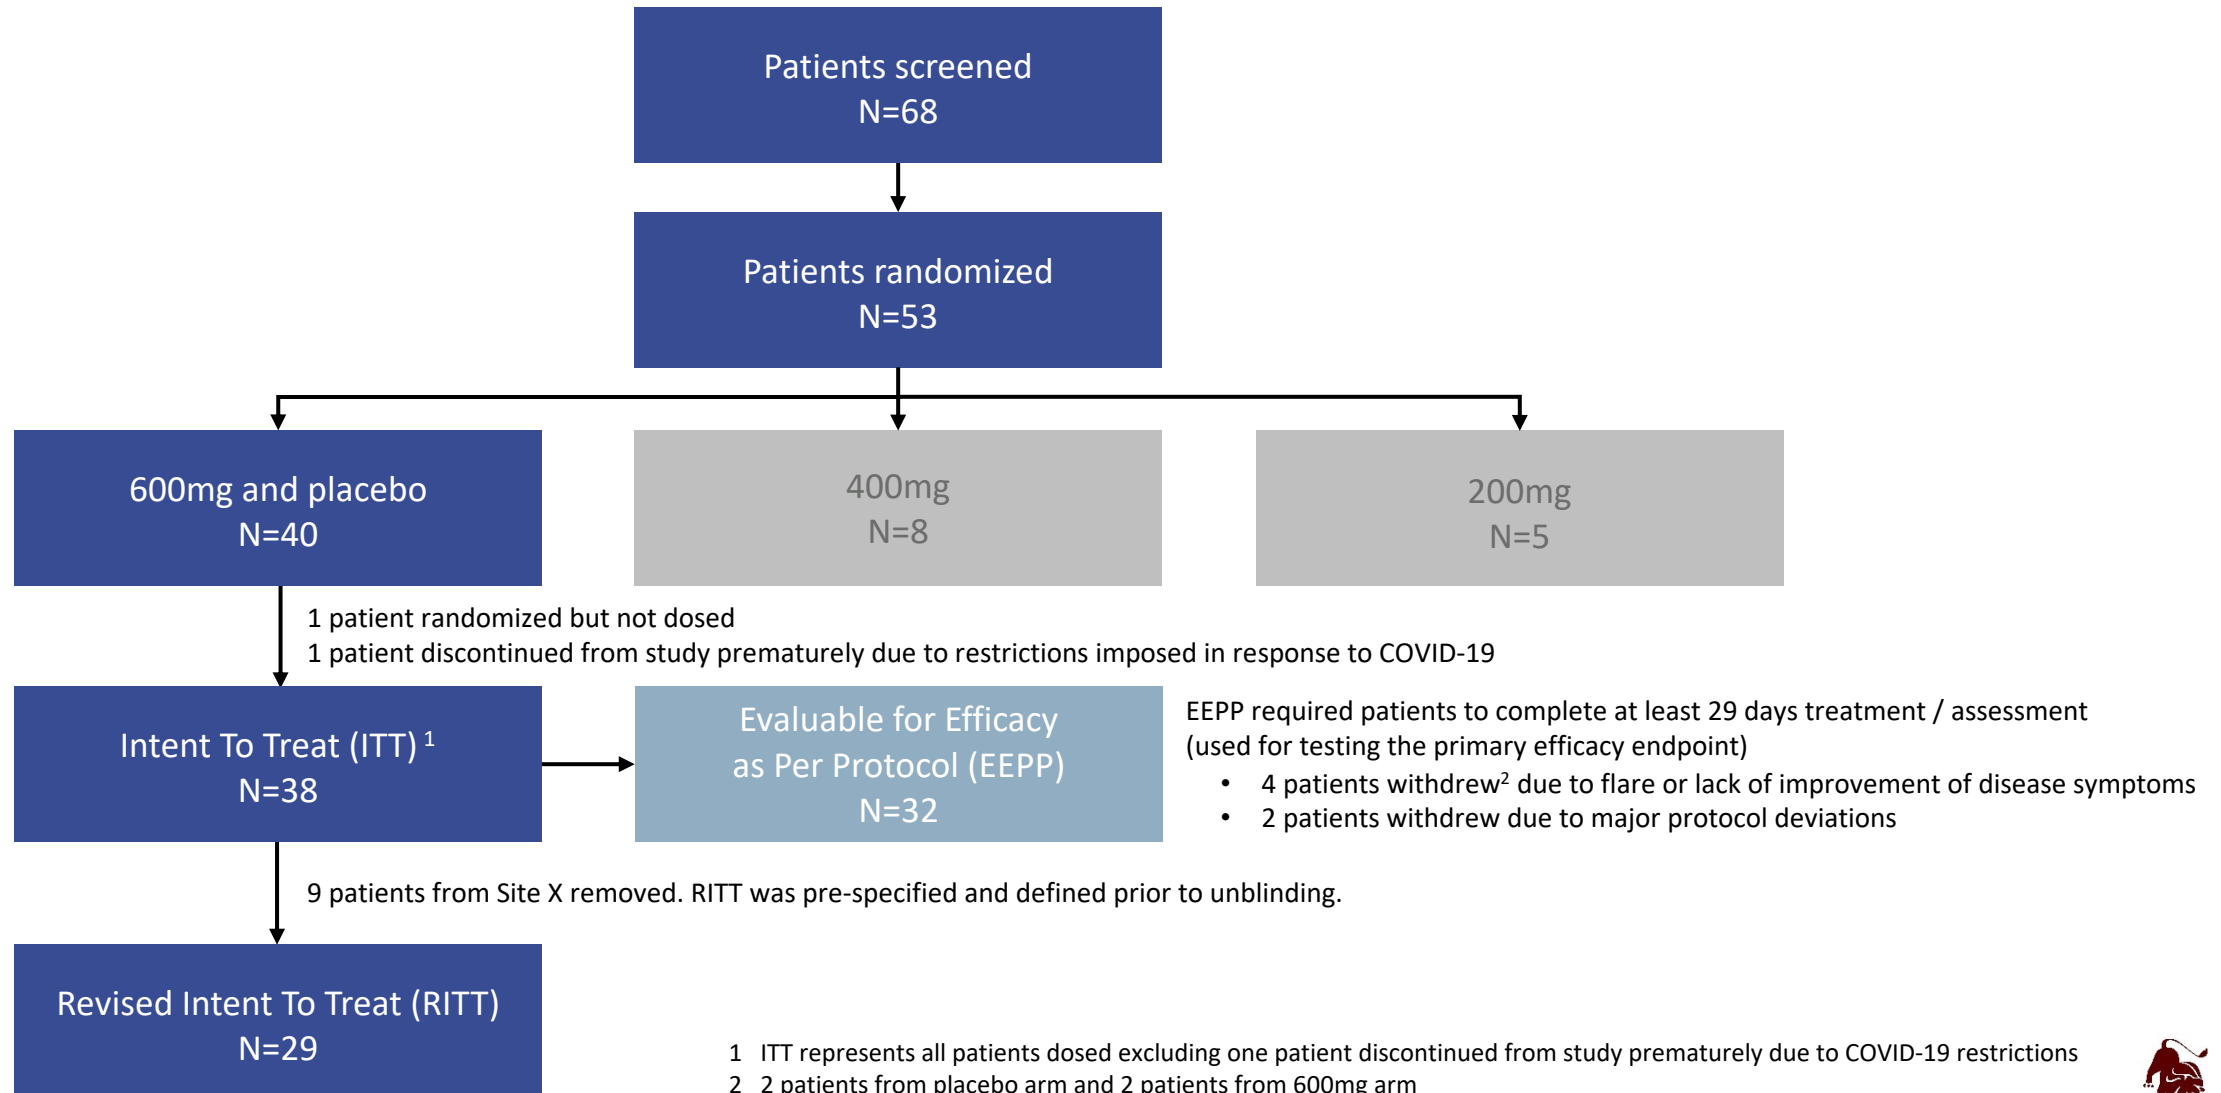 Patients screened
N=68
Patients randomized
N=53
600mg and placebo
N=40
400mg
N=8
200mg
N=5
1 patient randomized but not dosed
1 patient discontinued from study prematurely due to restrictions imposed in response to COVID-19
Intent To Treat (ITT) 1
N=38
Evaluable for Efficacy
as Per Protocol (EEPP)
N=32
EEPP required patients to complete at least 29 days treatment / assessment
(used for testing the primary efficacy endpoint)
• 4 patients withdrew2 due to flare or lack of improvement of disease symptoms
• 2 patients withdrew due to major protocol deviations
9 patients from Site X removed. RITT was pre-specified and defined prior to unblinding.
Revised Intent To Treat (RITT)
N=29
1 ITT represents all patients dosed excluding one patient discontinued from study prematurely due to COVID-19 restrictions
2 2 patients from placebo arm and 2 patients from 600mg arm